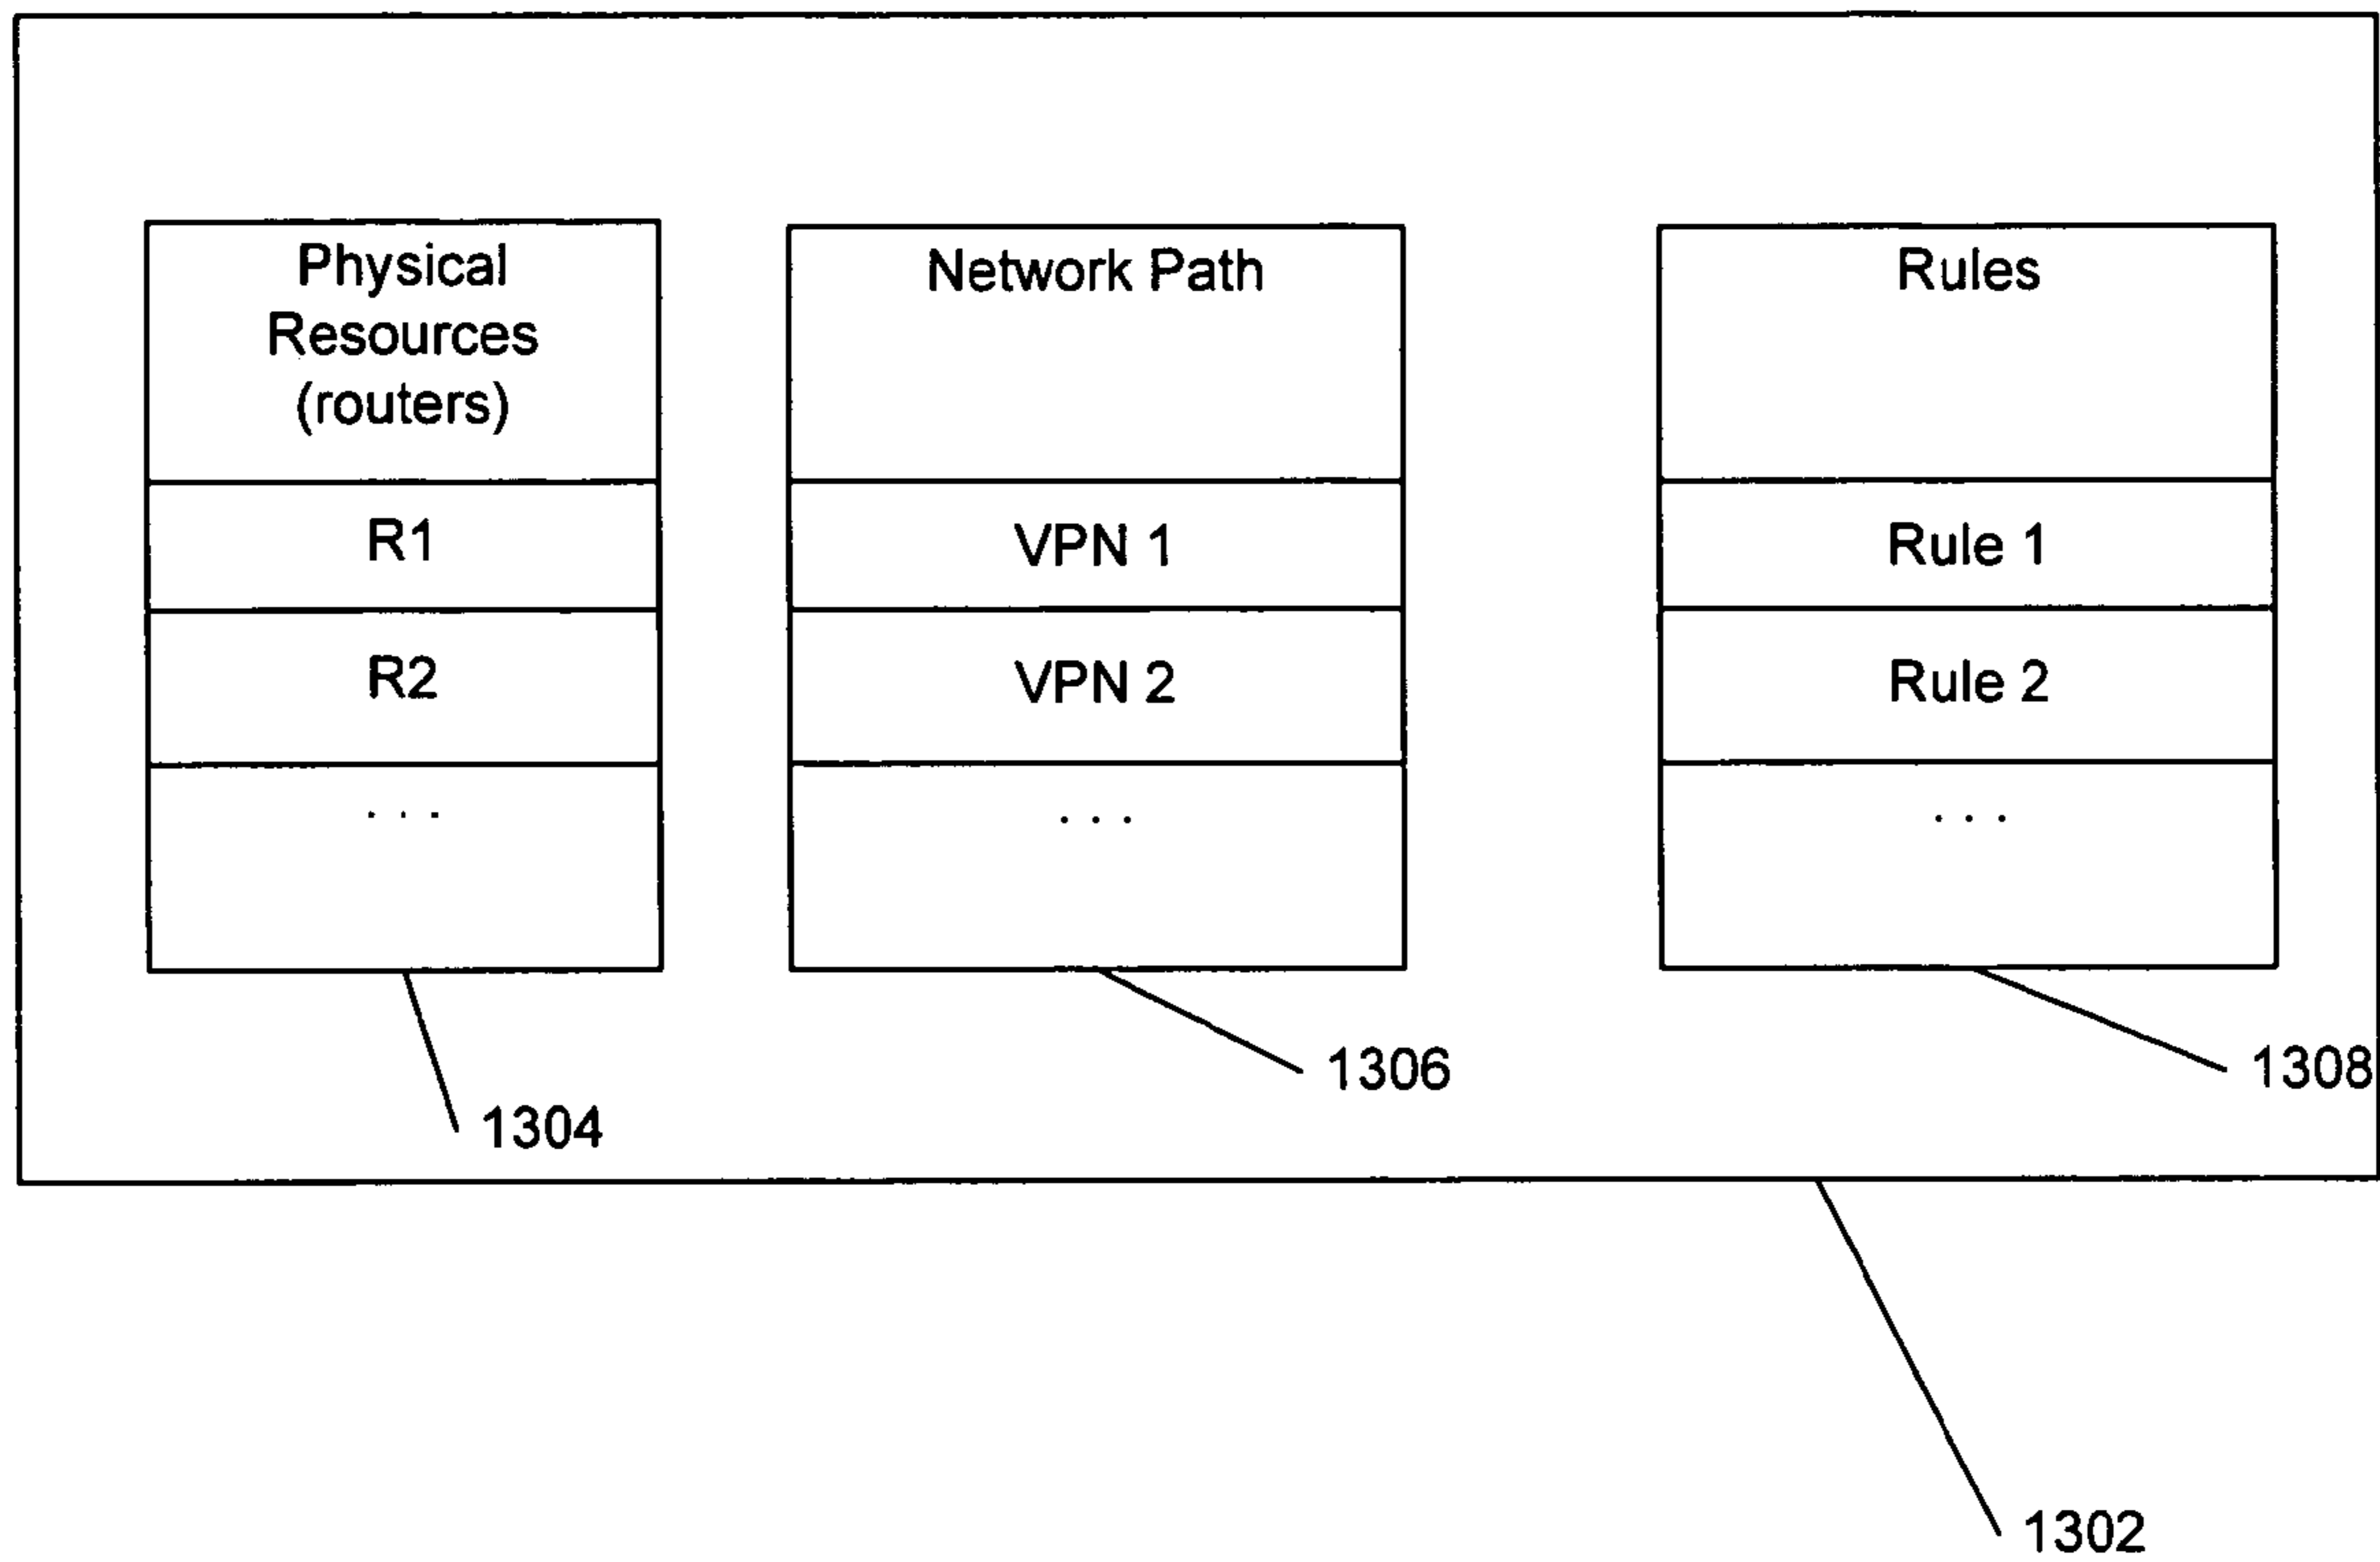 Physical
Resources
(routers)
R1
R2
. . .
Network Path
VPN 1
VPN 2
. . .
Rules
Rule 1
Rule 2
. . .
1304
1306
1308
1302